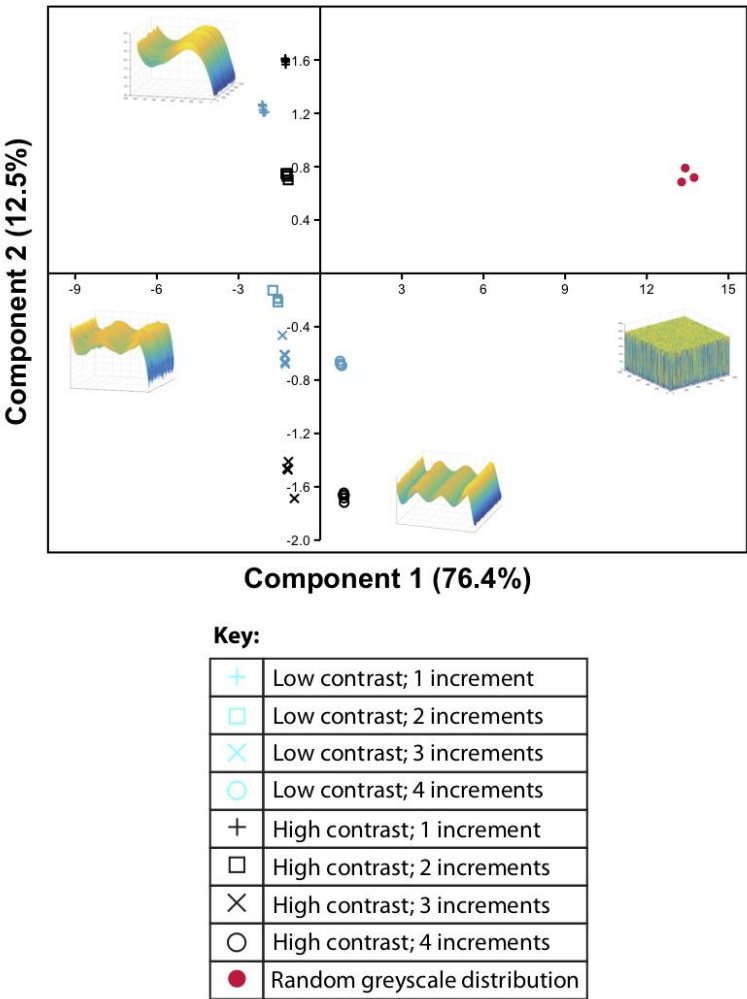 1.6
1.2
0.8
0.4
-9 -6 -3 3 6 9 12 15
-0.4
-0.8
-1.2
-1.6
-2.0
Component 2 (12.5%)
Component 1 (76.4%)
Key:
Low contrast; 1 increment
Low contrast; 2 increments
Low contrast; 3 increments
Low contrast; 4 increments
High contrast; 1 increment
High contrast; 2 increments
High contrast; 3 increments
High contrast; 4 increments
Random greyscale distribution